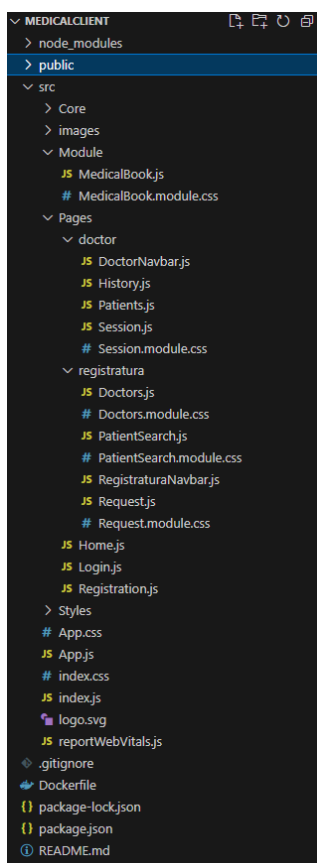 MEDICALCLIENT
node_modules
public
src
Core
images
Module
JS MedicalBook.js
# MedicalBook.module.css
Pages
doctor
JS DoctorNavbar.js
JS History.js
JS Patients.js
JS Session.js
# Session.module.css
registratura
JS Doctors.js
# Doctors.module.css
JS PatientSearch.js
# PatientSearch.module.css
JS RegistraturaNavbar.js
JS Request.js
# Request.module.css
JS Home.js
JS Login.js
JS Registration.js
Styles
# App.css
JS App.js
# index.css
JS index.js
logo.svg
JS reportWebVitals.js
.gitignore
Dockerfile
{} package-lock.json
{} package.json
README.md